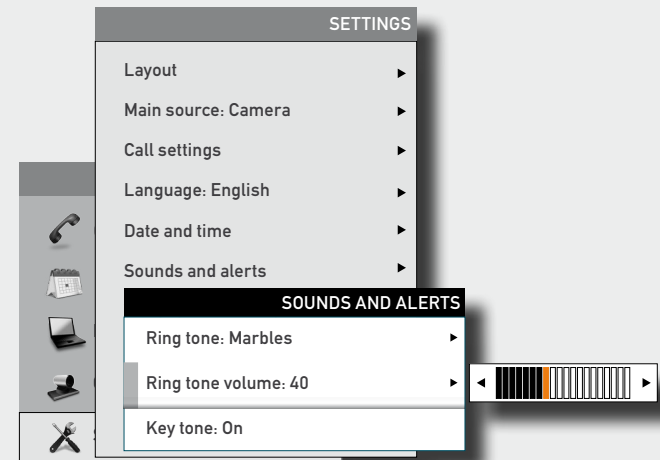 SETTINGS
Layout
Main source: Camera
Call settings
Language: English
Date and time
Sounds and alerts
SOUNDS AND ALERTS
Ring tone: Marbles
Ring tone volume: 40
Key tone: On